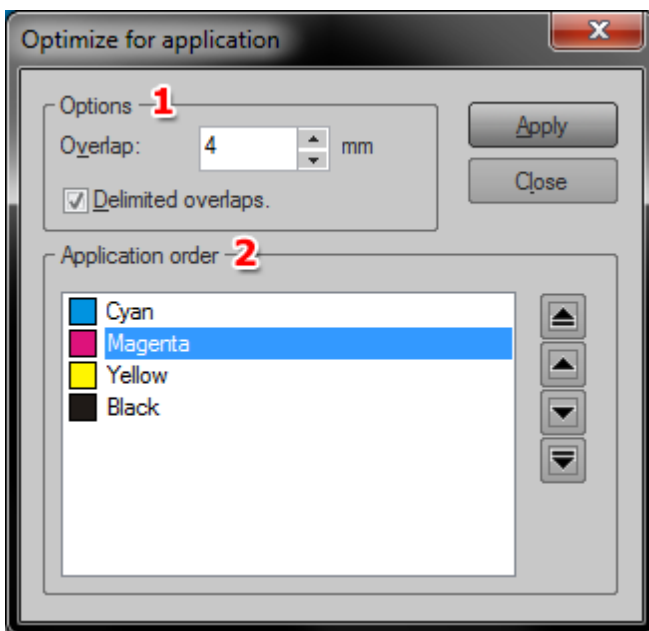 Optimize for application
Options 1
Overlap: 4 mm
Delimited overlaps.
Apply
Close
Application order 2
Cyan
Magenta
Yellow
Black